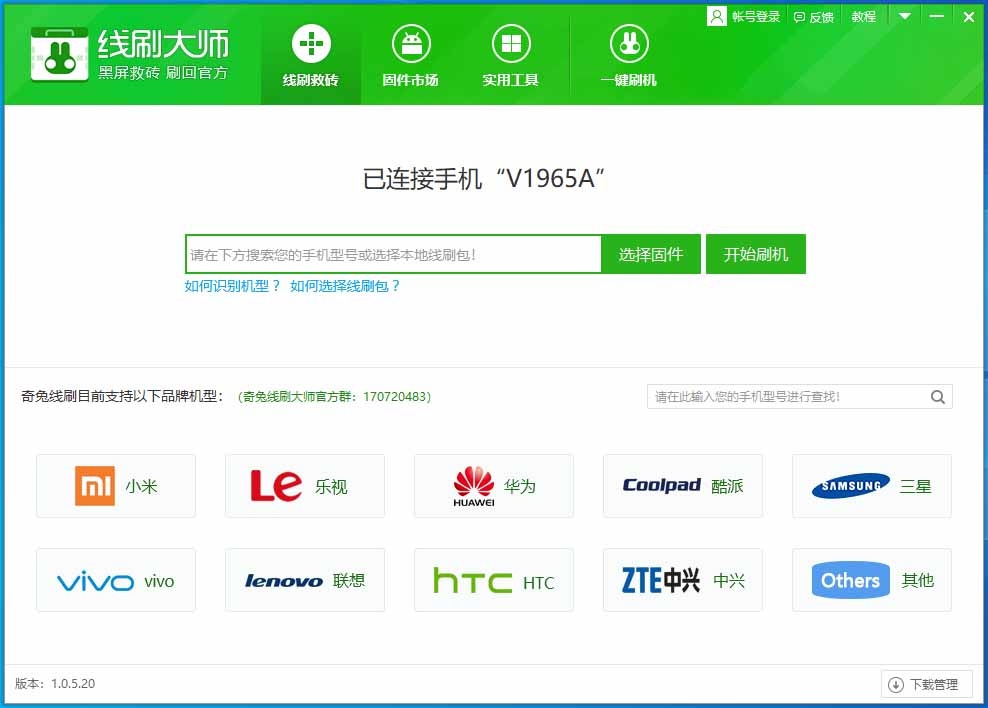 帐号登录 反馈 教程
线刷大师
黑屏救砖 刷回官方
线刷救砖 固件市场 实用工具 一键刷机
已连接手机“V1965A”
请在下方搜索您的手机型号或选择本地线刷包! 选择固件 开始刷机
如何识别机型？ 如何选择线刷包？
奇兔线刷目前支持以下品牌机型： (奇兔线刷大师官方群：170720483) 请在此输入您的手机型号进行查找!
mi 小米 Le 乐视 HUAWEI 华为 Coolpad 酷派 SAMSUNG 三星
vivo vivo lenovo 联想 hTC HTC ZTE中兴 中兴 Others 其他
版本：1.0.5.20 下载管理